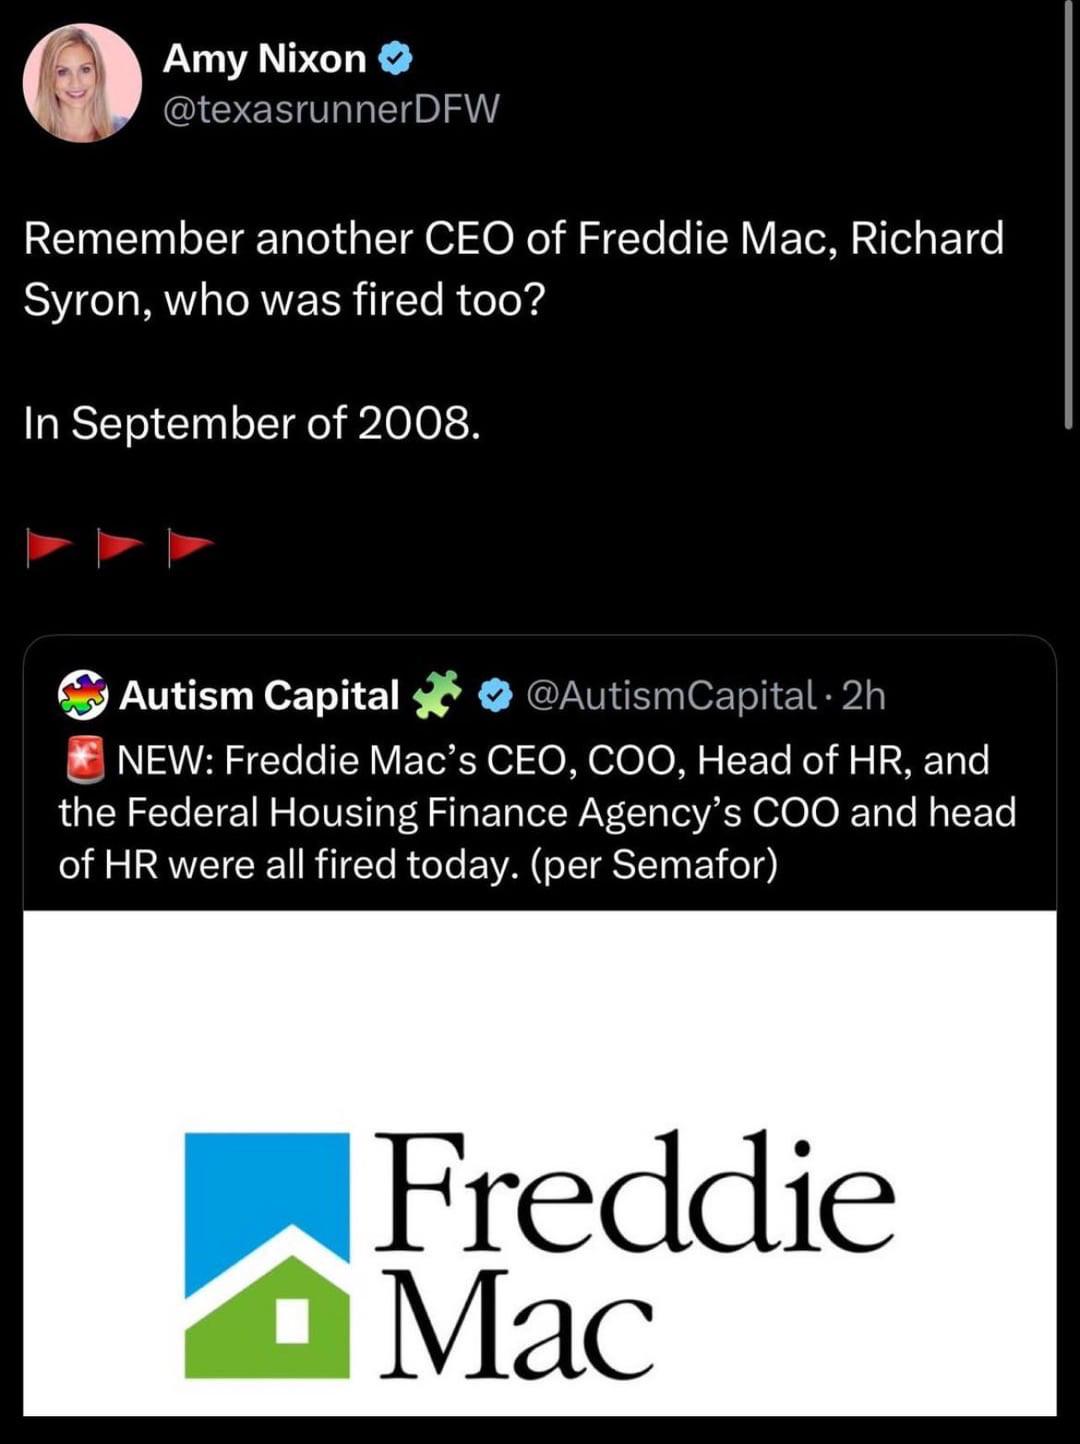 Amy Nixon
@texasrunnerDFW
Remember another CEO of Freddie Mac, Richard
Syron, who was fired too?
In September of 2008.
🚩 🚩 🚩
Autism Capital 🧩 @AutismCapital · 2h
🚨 NEW: Freddie Mac’s CEO, COO, Head of HR, and
the Federal Housing Finance Agency’s COO and head
of HR were all fired today. (per Semafor)
Freddie
Mac